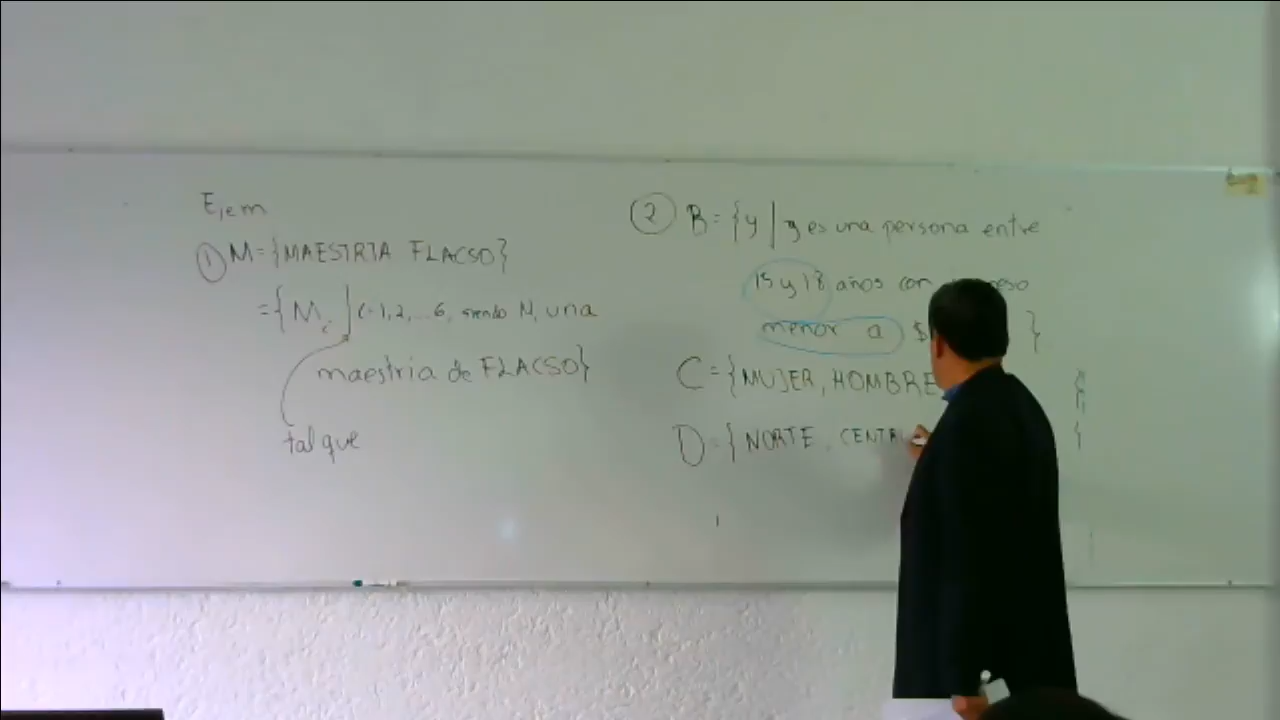 Ejem
① M={MAESTRIA FLACSO}
={Mi | i=1,2,...6, siendo Mi una
maestria de FLACSO}
tal que
② B={y | y es una persona entre
15 y 18 años con
menor a $ }
C={MUJER, HOMBRE }
D={NORTE, CENTR }